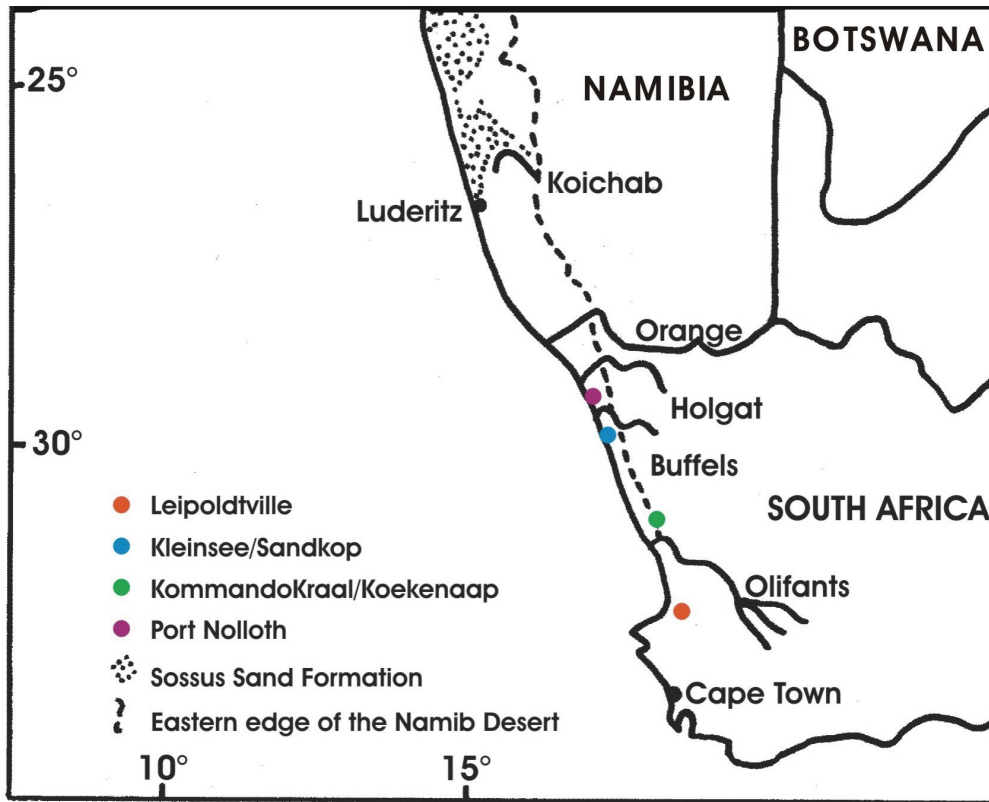 BOTSWANA
25°
NAMIBIA
Koichab
Luderitz
Orange
Holgat
30°
Buffels
Leipoldtville
SOUTH AFRICA
Kleinsee/Sandkop
KommandoKraal/Koekenaap
Olifants
Port Nolloth
Sossus Sand Formation
Cape Town
Eastern edge of the Namib Desert
10°
15°